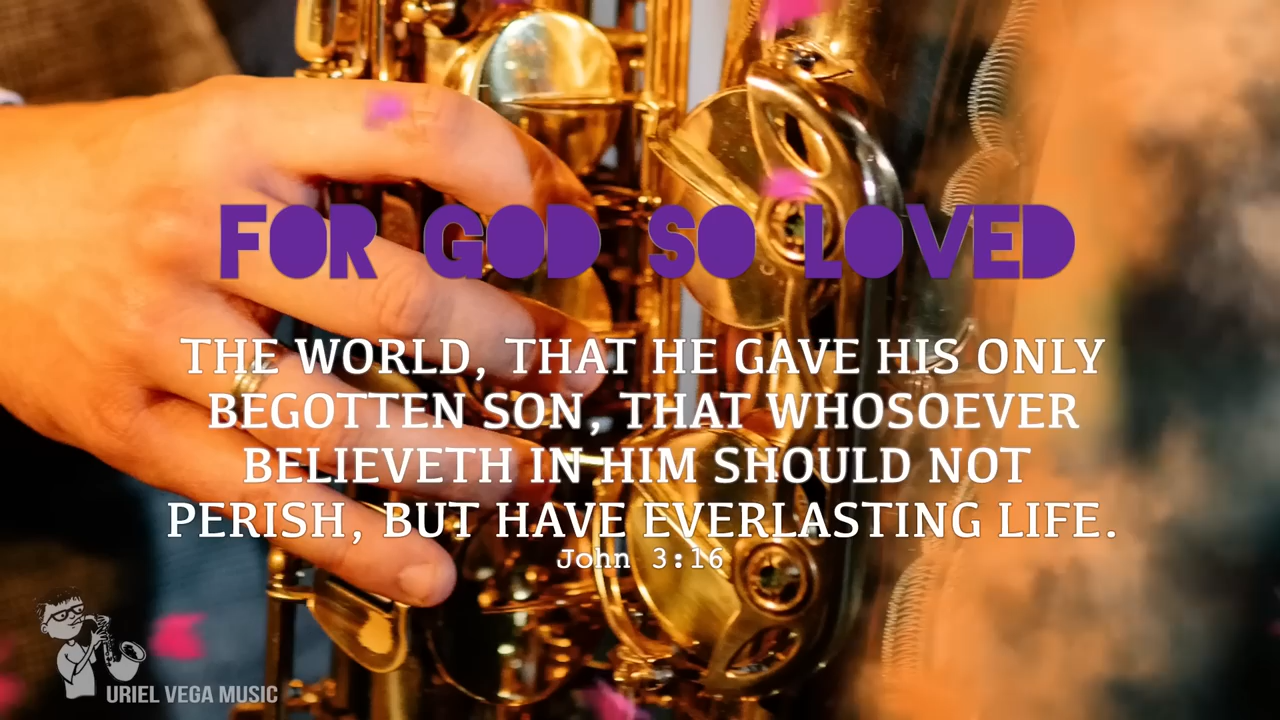 FOR GOD SO LOVED
THE WORLD, THAT HE GAVE HIS ONLY
BEGOTTEN SON, THAT WHOSOEVER
BELIEVETH IN HIM SHOULD NOT
PERISH, BUT HAVE EVERLASTING LIFE.
John 3:16
URIEL VEGA MUSIC